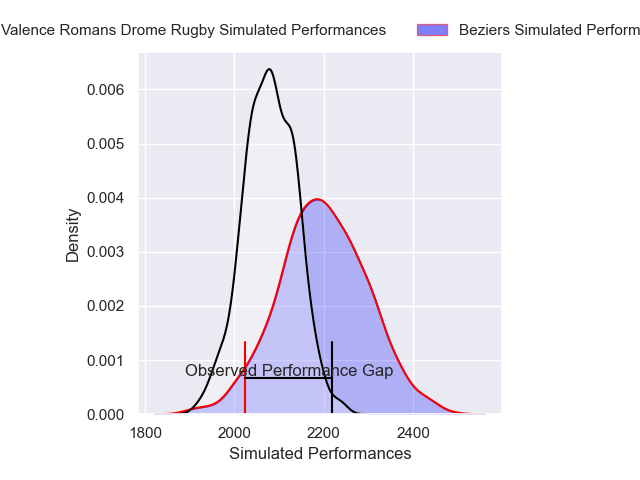 Valence Romans Drome Rugby Simulated Performances
Beziers Simulated Perform
0.006
0.005
0.004
0.003
0.002
0.001
0.000
Density
Observed Performance Gap
1800 2000 2200 2400
Simulated Performances